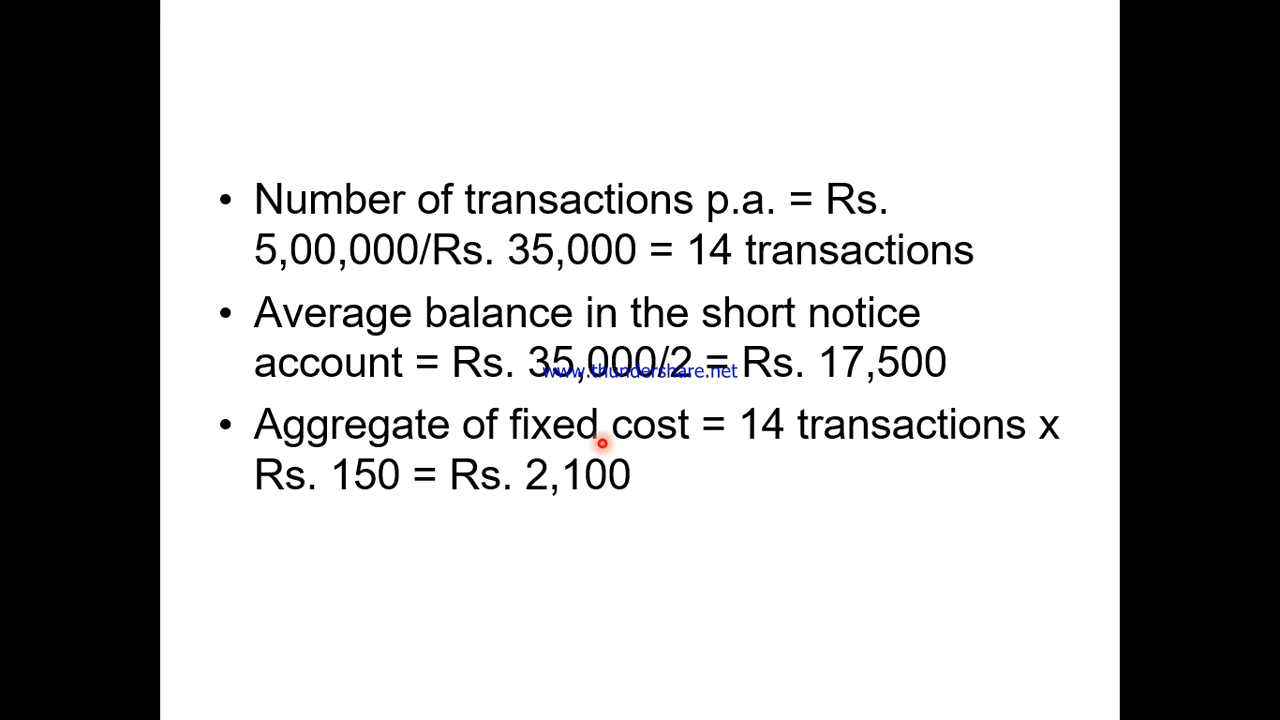 • Number of transactions p.a. = Rs.
5,00,000/Rs. 35,000 = 14 transactions
• Average balance in the short notice
account = Rs. 35,000/2 = Rs. 17,500
www.thundershare.net
• Aggregate of fixed cost = 14 transactions x
Rs. 150 = Rs. 2,100